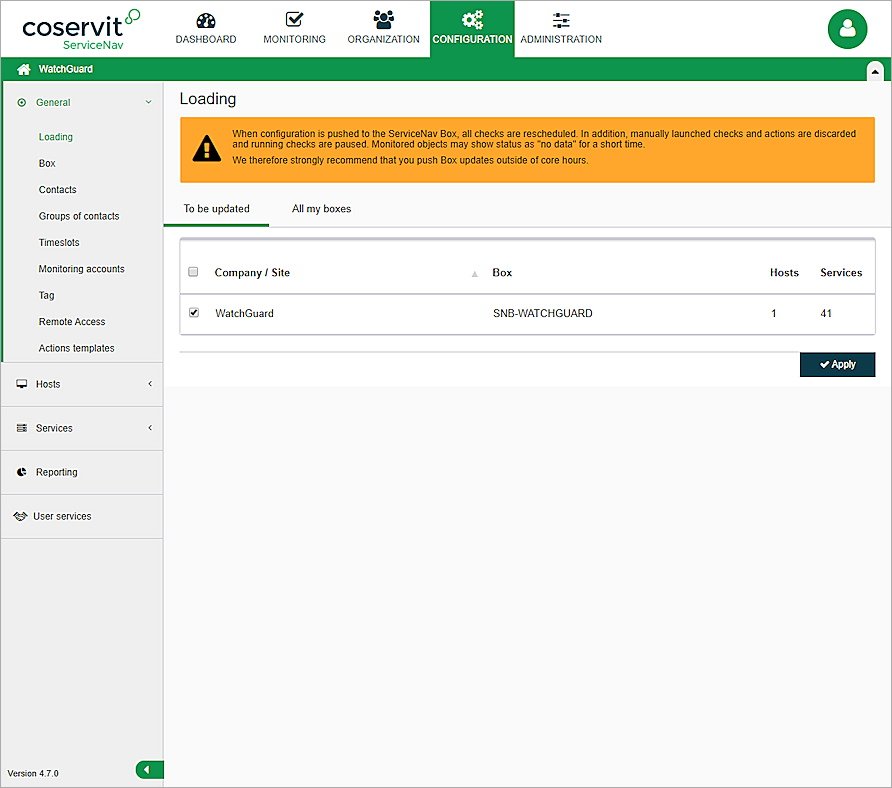 coservit
ServiceNav
DASHBOARD
MONITORING
ORGANIZATION
CONFIGURATION
ADMINISTRATION
WatchGuard
General
Loading
Box
Contacts
Groups of contacts
Timeslots
Monitoring accounts
Tag
Remote Access
Actions templates
Hosts
Services
Reporting
User services
Version 4.7.0
Loading
When configuration is pushed to the ServiceNav Box, all checks are rescheduled. In addition, manually launched checks and actions are discarded
and running checks are paused. Monitored objects may show status as "no data" for a short time.
We therefore strongly recommend that you push Box updates outside of core hours.
To be updated
All my boxes
Company / Site Box Hosts Services
WatchGuard SNB-WATCHGUARD 1 41
Apply